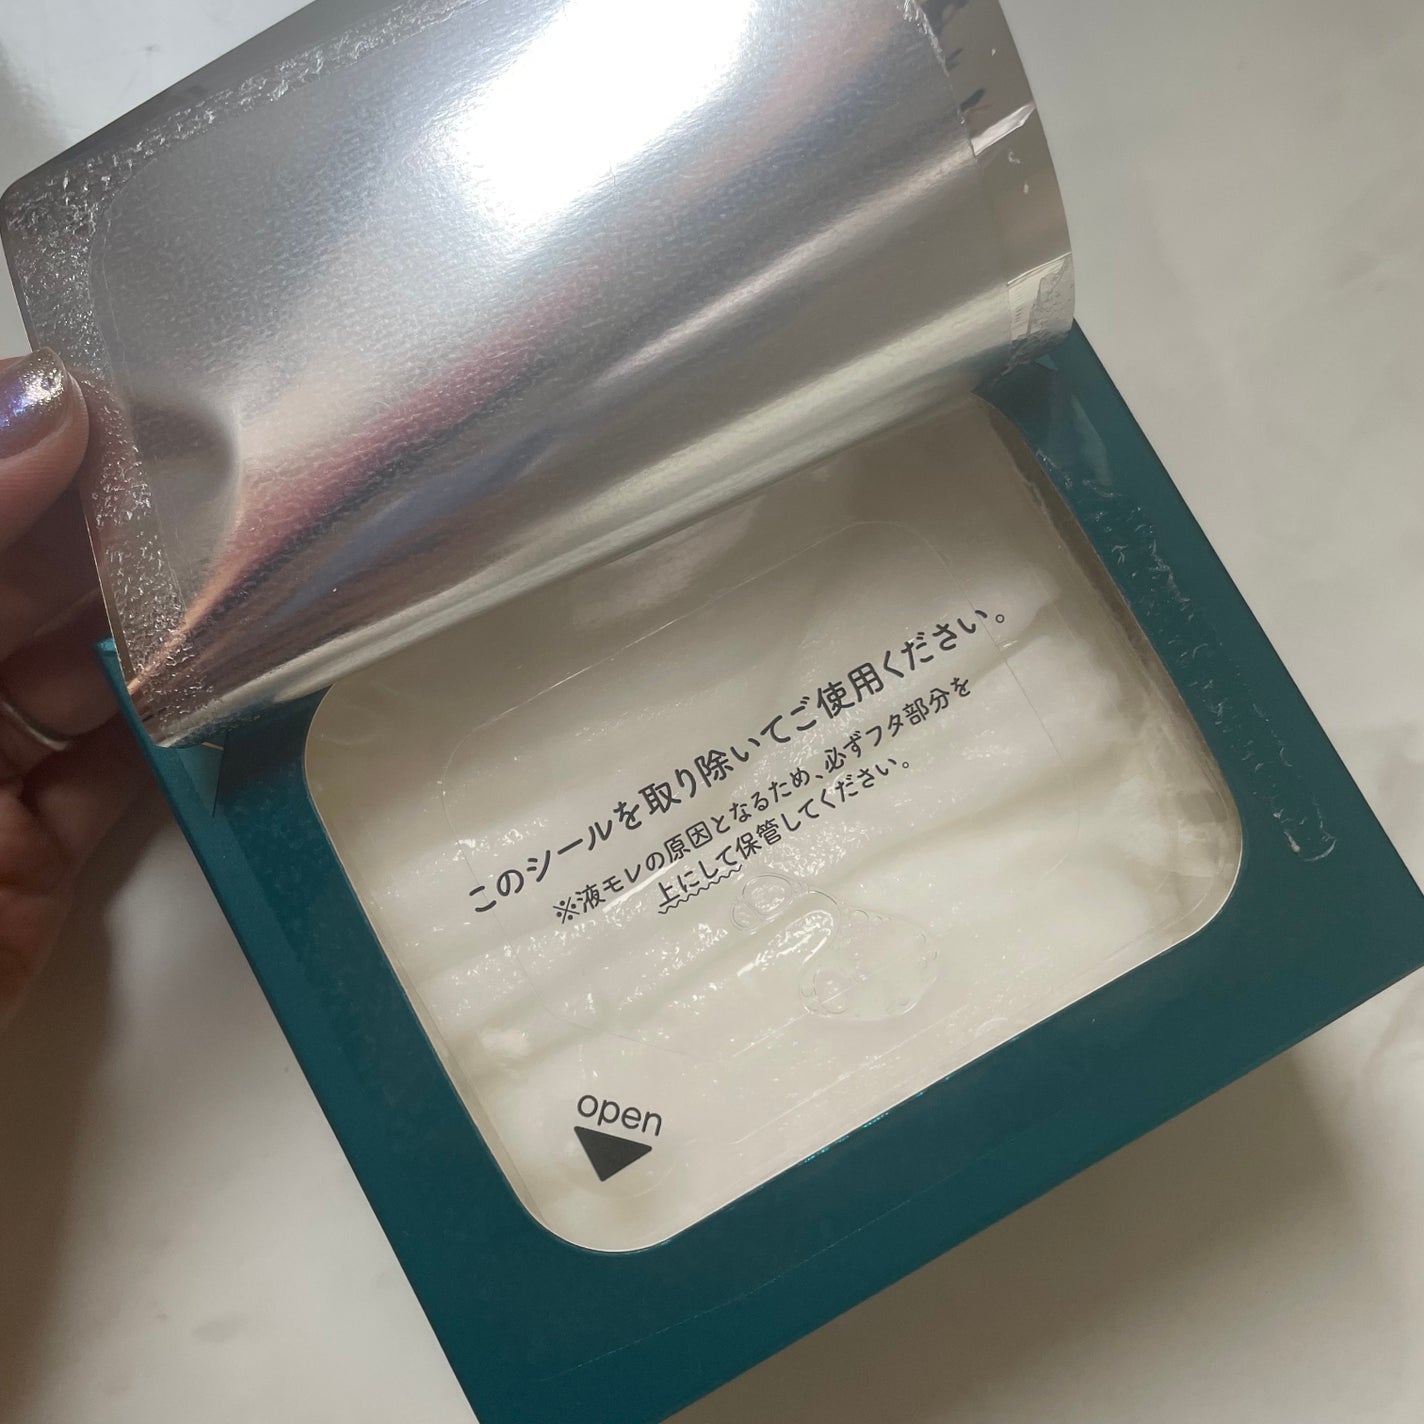 このシールを取り除いてご使用ください。
※液モレの原因となるため、必ずフタ部分を
上にして保管してください。
open